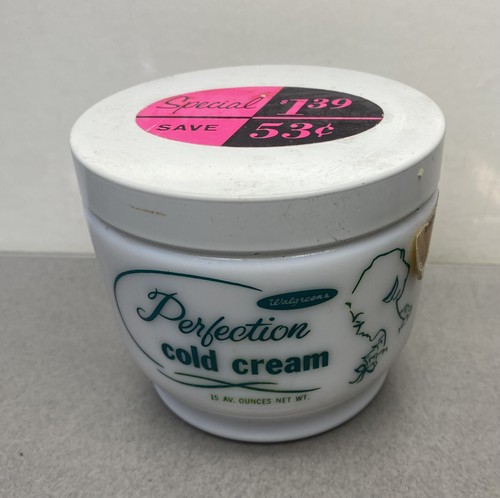 Special $1.39
SAVE 53¢
Walgreens
Perfection
cold cream
15 AV. OUNCES NET WT.